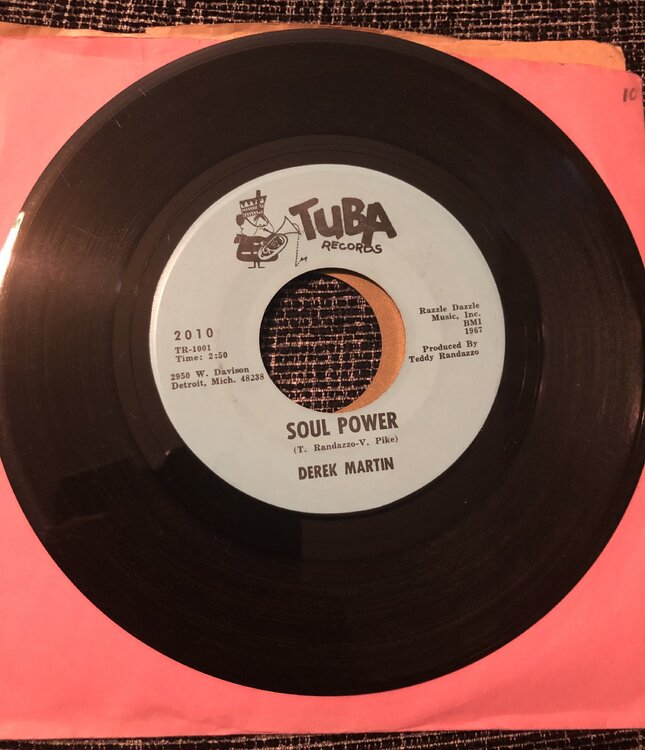 10
TUBA
RECORDS
2010
TR-1001
Time: 2:50
2950 W. Davison
Detroit, Mich. 48238
Razzle Dazzle
Music, Inc.
BMI
1967
Produced By
Teddy Randazzo
SOUL POWER
(T. Randazzo-V. Pike)
DEREK MARTIN